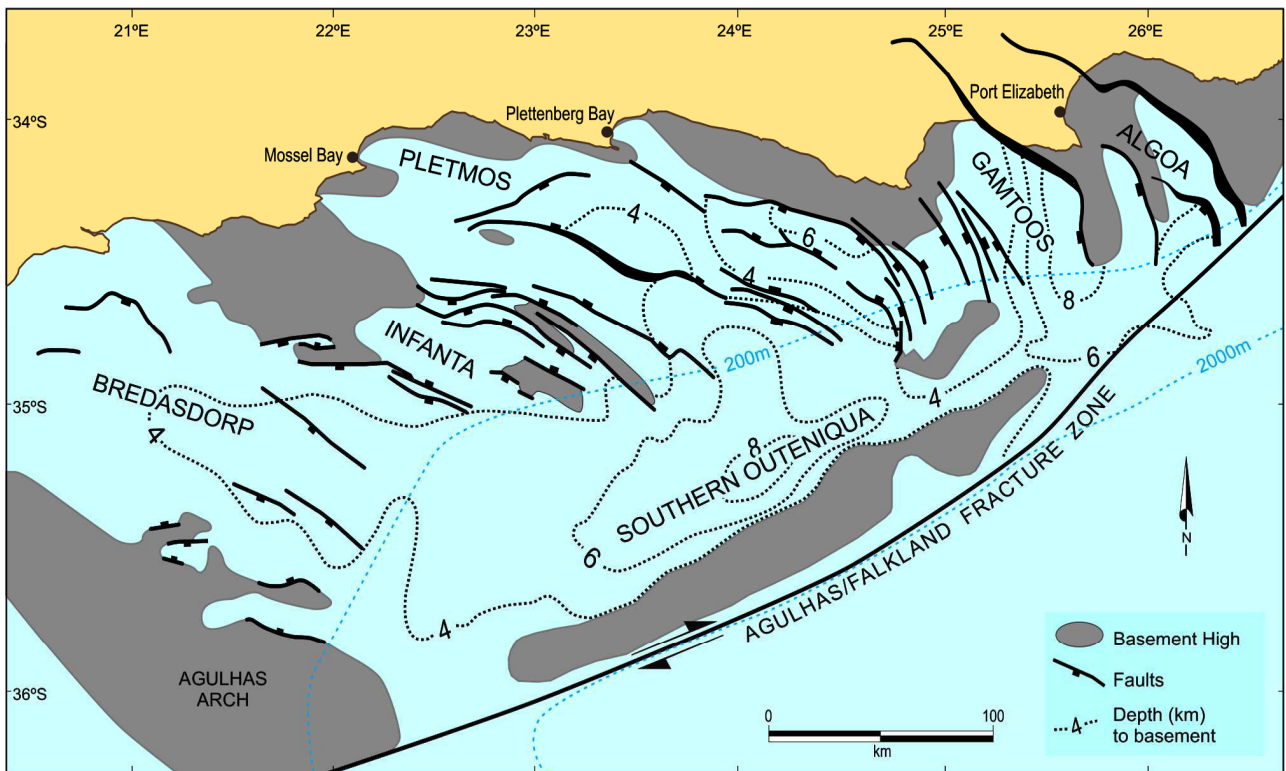 21ºE
22ºE
23ºE
24ºE
25ºE
26ºE
34ºS
35ºS
36ºS
Port Elizabeth
Plettenberg Bay
Mossel Bay
PLETMOS
GAMTOOS
ALGOA
INFANTA
BREDASDORP
SOUTHERN OUTENIQUA
AGULHAS/FALKLAND FRACTURE ZONE
AGULHAS
ARCH
200m
2000m
4
6
4
8
6
4
4
8
6
4
N
0
100
km
Basement High
Faults
4
Depth (km)
to basement